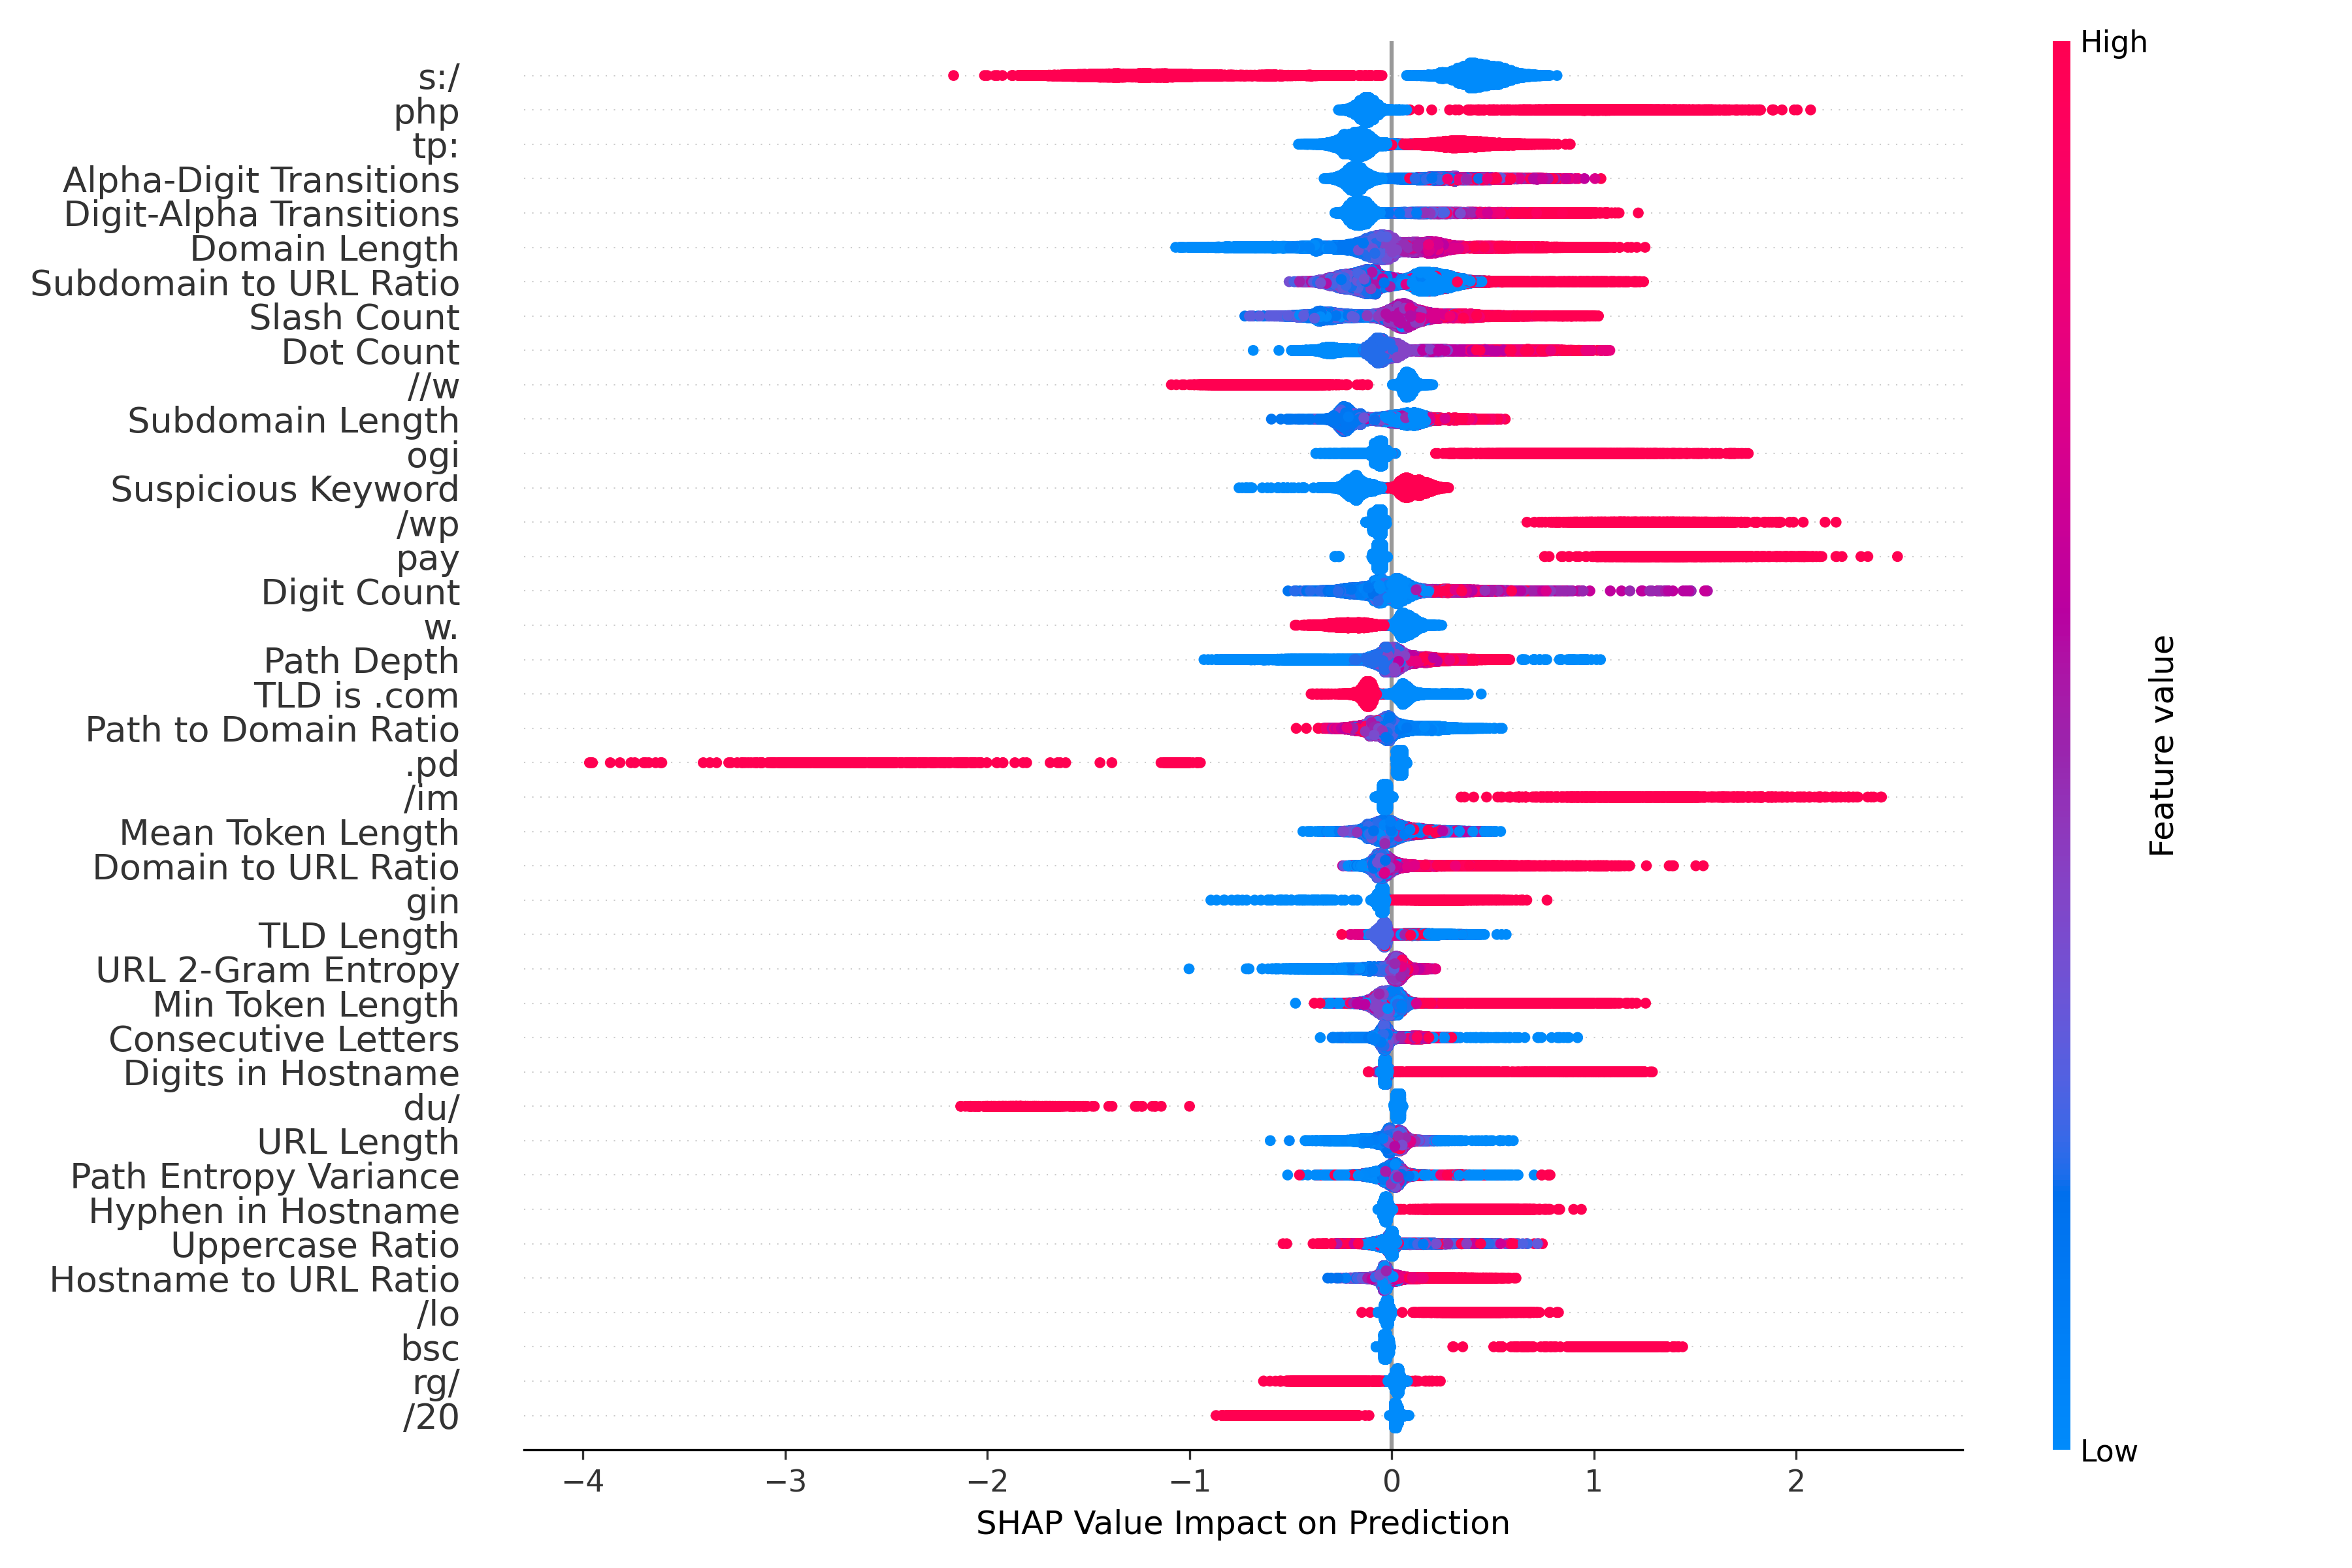 High
s:/
php
tp:
Alpha-Digit Transitions
Digit-Alpha Transitions
Domain Length
Subdomain to URL Ratio
Slash Count
Dot Count
//w
Subdomain Length
ogi
Suspicious Keyword
/wp
pay
Digit Count
w.
Path Depth
TLD is .com
Path to Domain Ratio
.pd
/im
Mean Token Length
Domain to URL Ratio
gin
TLD Length
URL 2-Gram Entropy
Min Token Length
Consecutive Letters
Digits in Hostname
du/
URL Length
Path Entropy Variance
Hyphen in Hostname
Uppercase Ratio
Hostname to URL Ratio
/lo
bsc
rg/
/20
Feature value
Low
−4 −3 −2 −1 0 1 2
SHAP Value Impact on Prediction